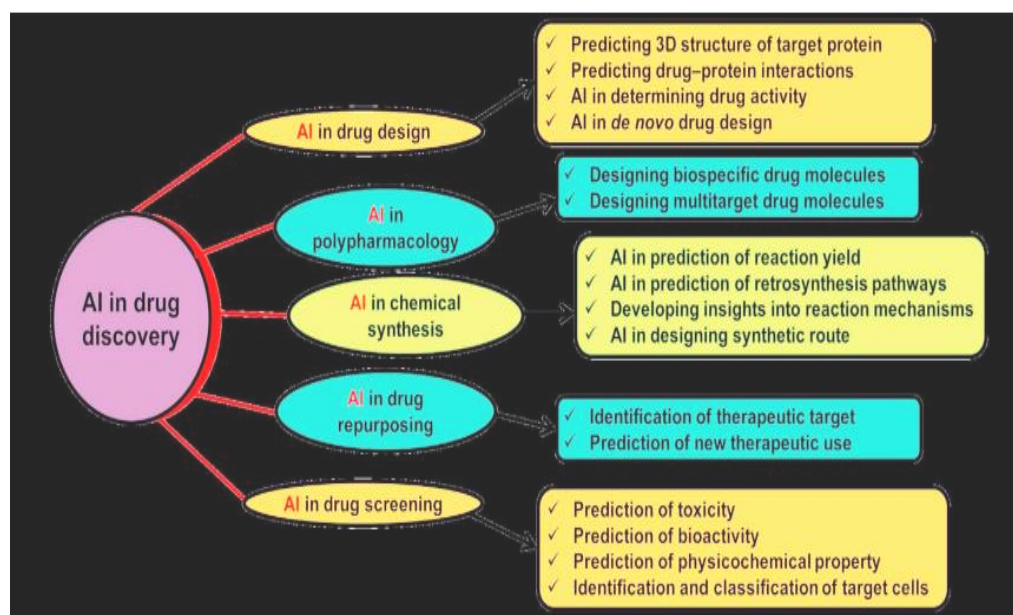 AI in drug
discovery
AI in drug design
✓ Predicting 3D structure of target protein
✓ Predicting drug–protein interactions
✓ AI in determining drug activity
✓ AI in de novo drug design
AI in
polypharmacology
✓ Designing biospecific drug molecules
✓ Designing multitarget drug molecules
AI in chemical
synthesis
✓ AI in prediction of reaction yield
✓ AI in prediction of retrosynthesis pathways
✓ Developing insights into reaction mechanisms
✓ AI in designing synthetic route
AI in drug
repurposing
✓ Identification of therapeutic target
✓ Prediction of new therapeutic use
AI in drug screening
✓ Prediction of toxicity
✓ Prediction of bioactivity
✓ Prediction of physicochemical property
✓ Identification and classification of target cells